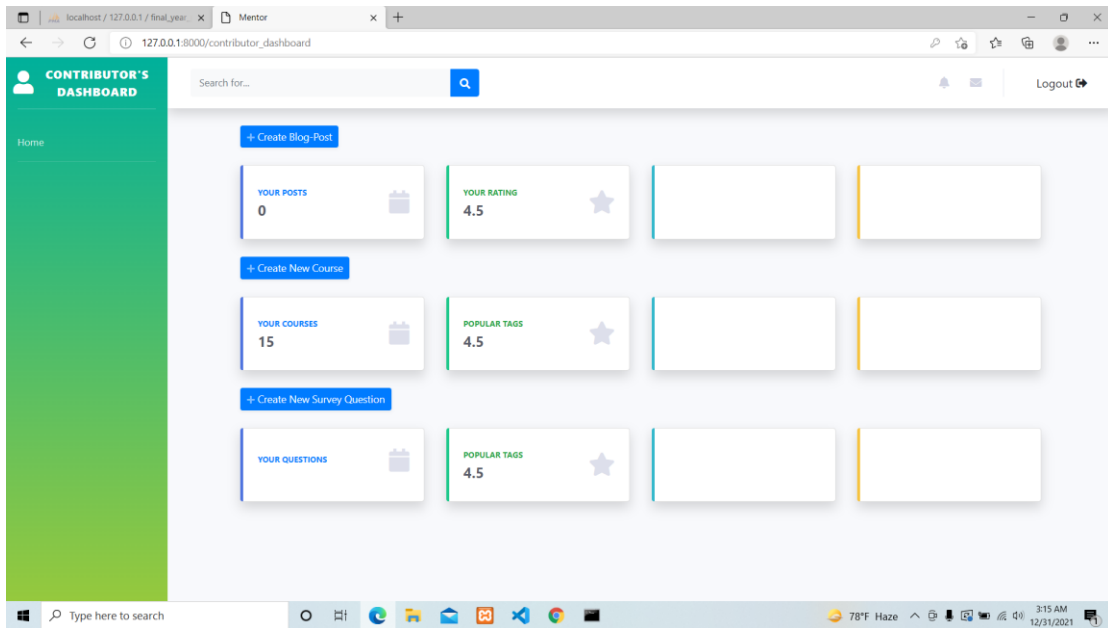 localhost / 127.0.0.1 / final_year_
Mentor
127.0.0.1:8000/contributor_dashboard
CONTRIBUTOR'S
DASHBOARD
Search for...
Logout
Home
+ Create Blog-Post
YOUR POSTS
0
YOUR RATING
4.5
+ Create New Course
YOUR COURSES
15
POPULAR TAGS
4.5
+ Create New Survey Question
YOUR QUESTIONS
POPULAR TAGS
4.5
Type here to search
78°F Haze
3:15 AM
12/31/2021
1